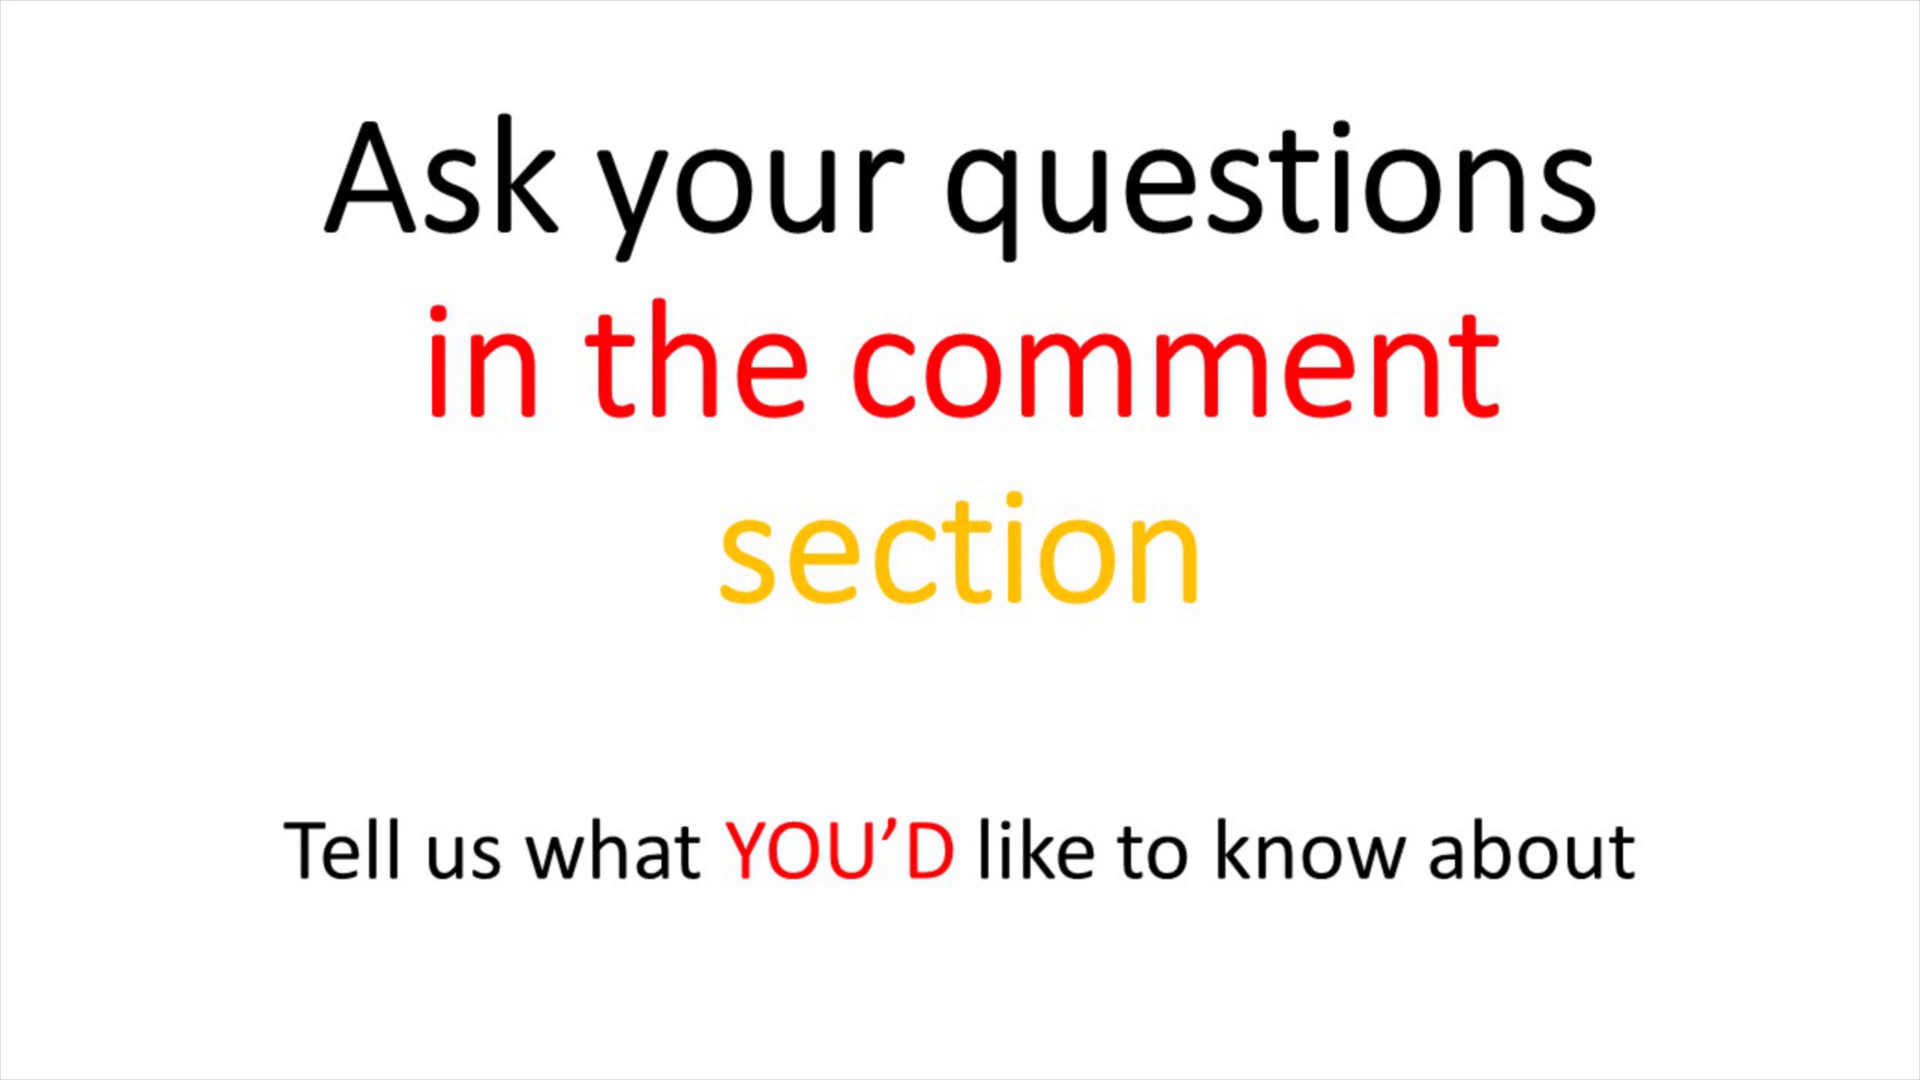 Ask your questions
in the comment
section
Tell us what YOU’D like to know about